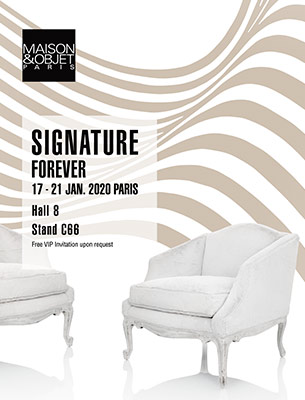 MAISON
&OBJET
PARIS
SIGNATURE
FOREVER
17 - 21 JAN. 2020 PARIS
Hall 8
Stand C66
Free VIP Invitation upon request